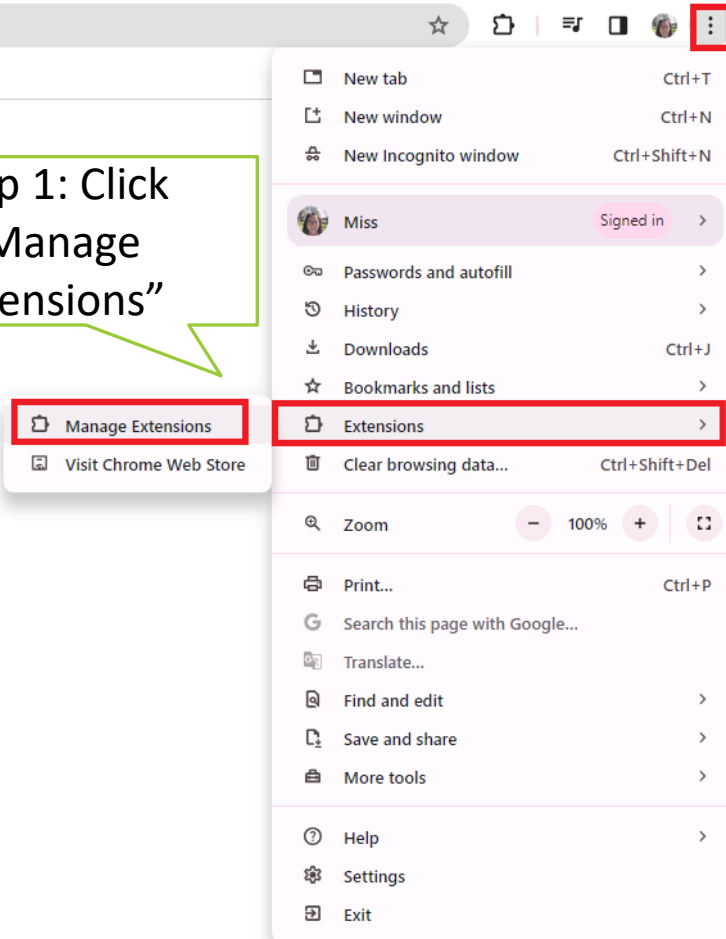 New tab Ctrl+T
New window Ctrl+N
New Incognito window Ctrl+Shift+N
p 1: Click
Manage
ensions”
Miss Signed in
Passwords and autofill
History
Downloads Ctrl+J
Bookmarks and lists
Extensions
Manage Extensions
Visit Chrome Web Store
Clear browsing data... Ctrl+Shift+Del
Zoom − 100% +
Print... Ctrl+P
G Search this page with Google...
Translate...
Find and edit
Save and share
More tools
Help
Settings
Exit